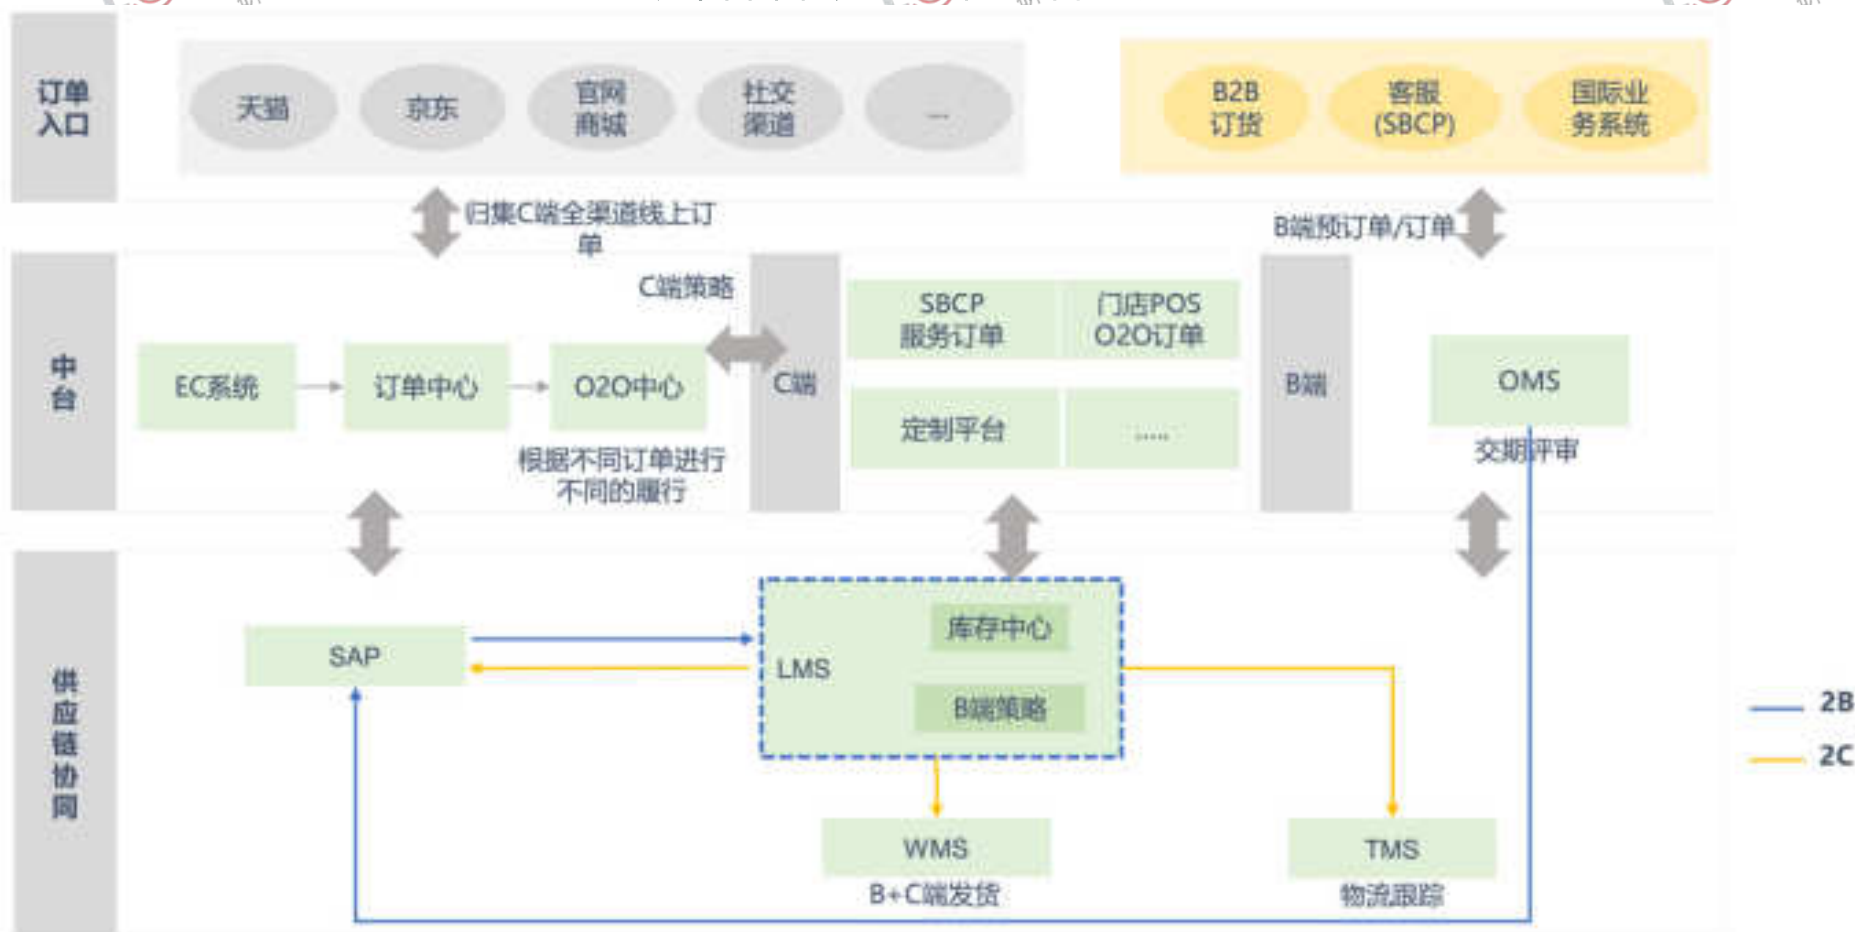 订单
入口
天猫
京东
官网
商城
社交
渠道
...
B2B
订货
客服
(SBCP)
国际业
务系统
归集C端全渠道线上订
单
B端预订单/订单
中
台
EC系统
订单中心
O2O中心
根据不同订单进行
不同的履行
C端策略
C端
SBCP
服务订单
门店POS
O2O订单
定制平台
.....
B端
OMS
交期评审
供
应
链
协
同
SAP
LMS
库存中心
B端策略
WMS
B+C端发货
TMS
物流跟踪
2B
2C